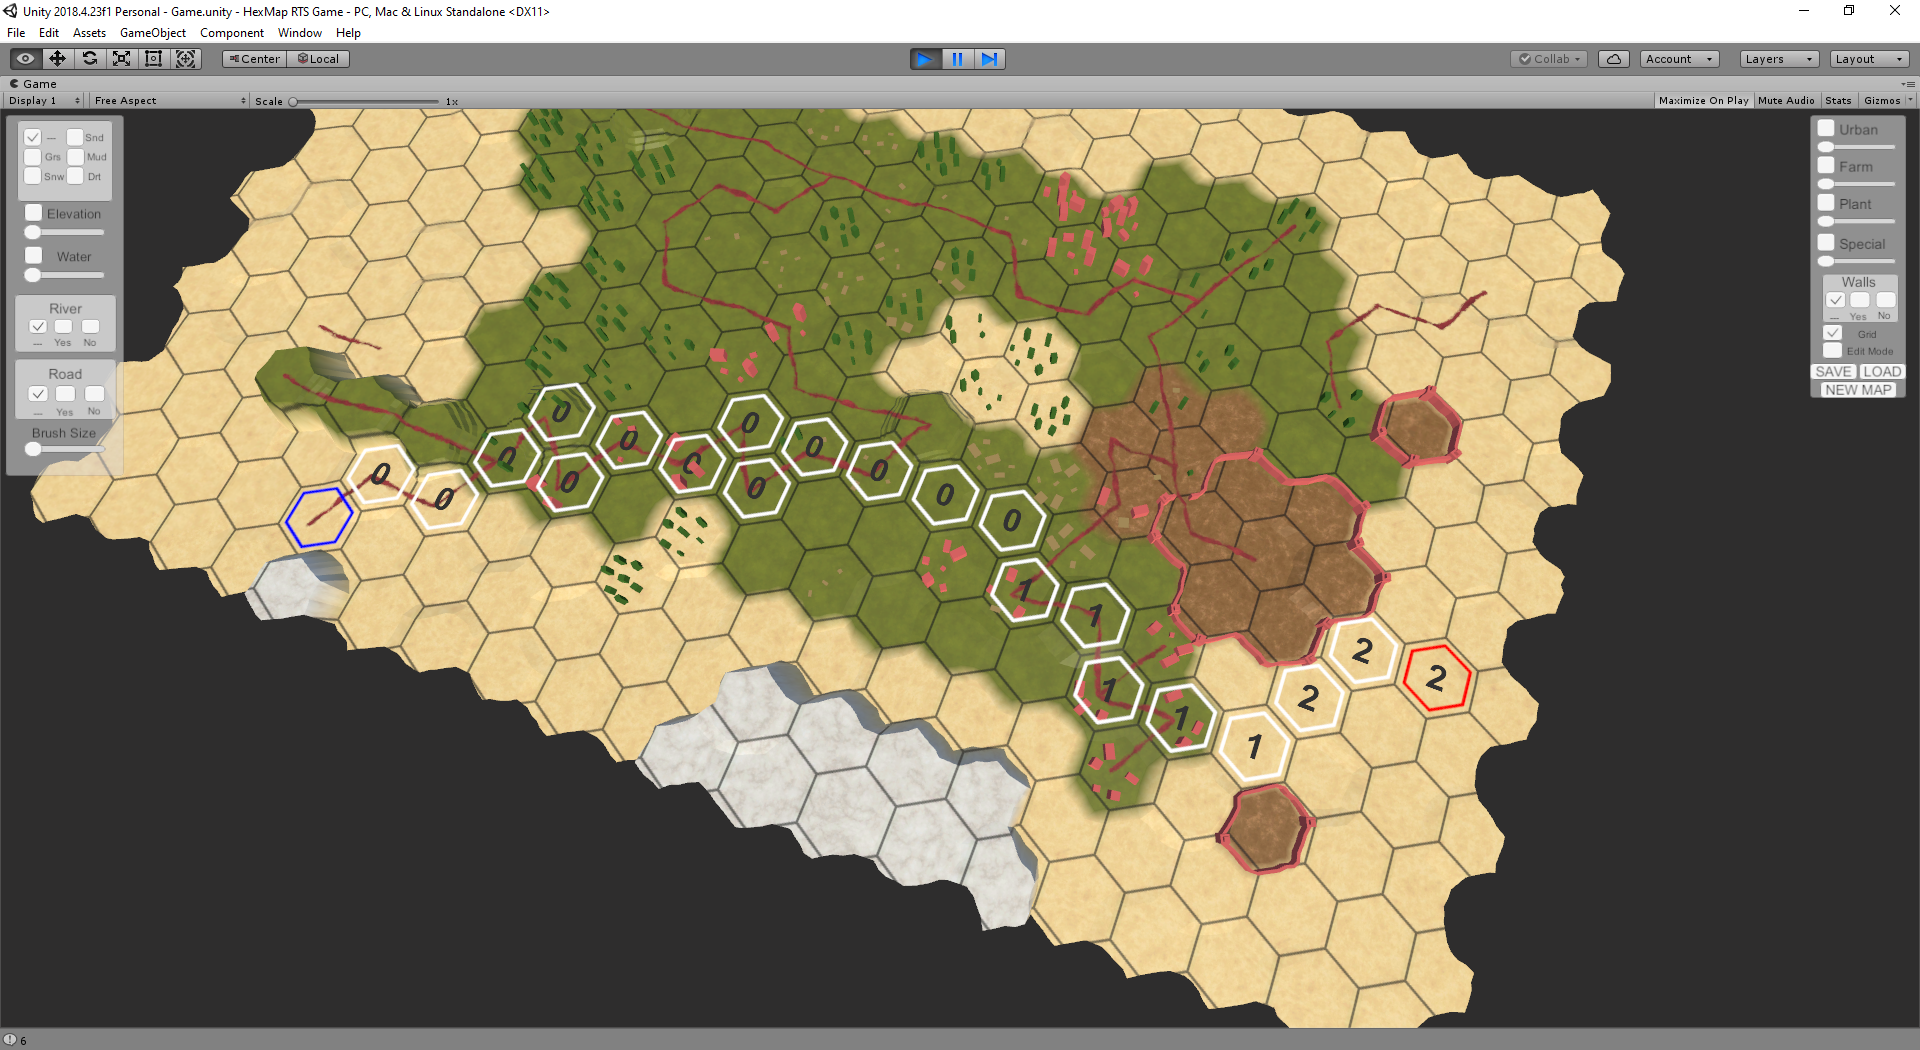 Unity 2018.4.23f1 Personal - Game.unity - HexMap RTS Game - PC, Mac & Linux Standalone <DX11>
File Edit Assets GameObject Component Window Help
Center Local Collab Account Layers Layout
Game
Display 1 Free Aspect Scale 1x Maximize On Play Mute Audio Stats Gizmos
--- Snd
Grs Mud
Snw Drt
Elevation
Water
River
--- Yes No
Road
--- Yes No
Brush Size
Urban
Farm
Plant
Special
Walls
--- Yes No
Grid
Edit Mode
SAVE LOAD
NEW MAP
0
0
0
0
0
0
0
0
0
0
0
0
0
1
1
1
1
1
2
2
2
6